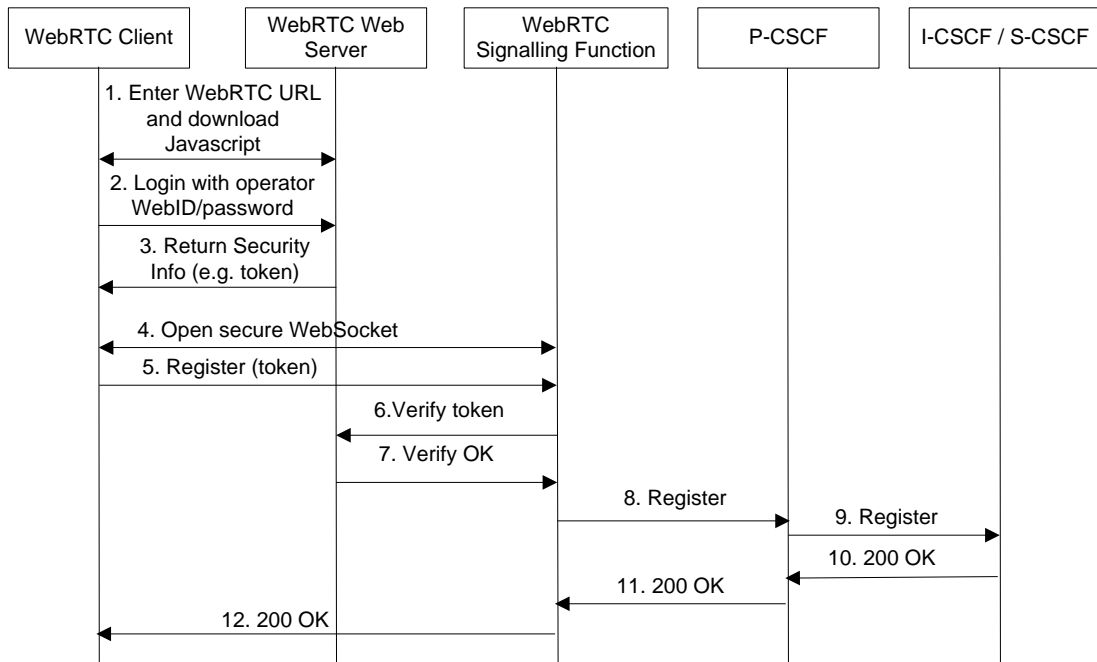 WebRTC Client
WebRTC Web
Server
WebRTC
Signalling Function
P-CSCF
I-CSCF / S-CSCF
1. Enter WebRTC URL
and download
Javascript
2. Login with operator
WebID/password
3. Return Security
Info (e.g. token)
4. Open secure WebSocket
5. Register (token)
6.Verify token
7. Verify OK
8. Register
9. Register
10. 200 OK
11. 200 OK
12. 200 OK